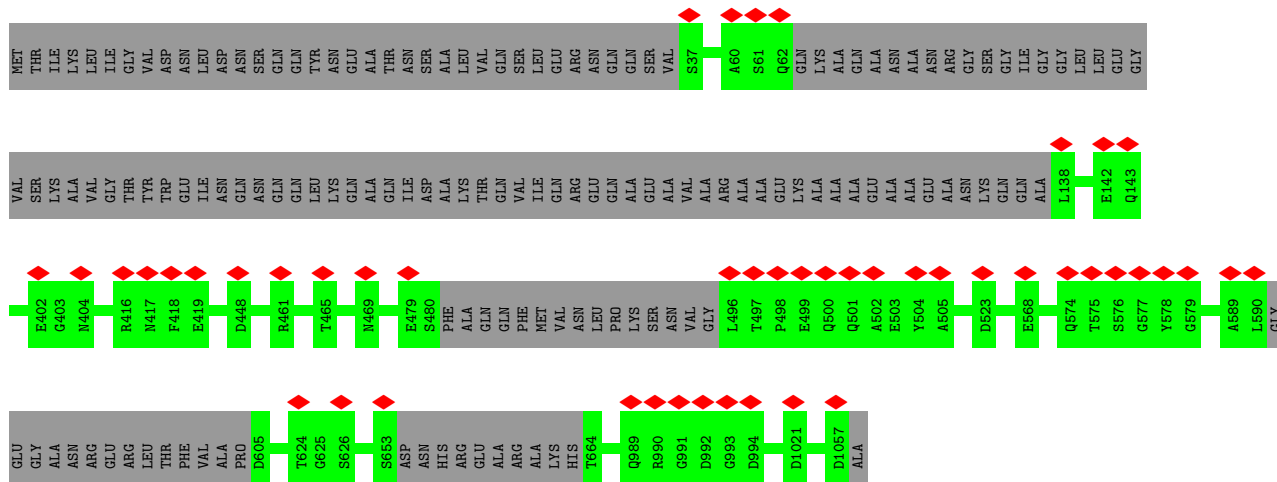 MET THR ILE LYS LEU ILE GLY VAL ASP ASN LEU ASP ASN SER GLN GLN TYR ASN GLU ALA THR ASN SER ALA LEU VAL GLN SER LEU GLU ARG ASN GLN GLN SER VAL S37 A60 S61 Q62 GLN LYS ALA GLN ALA ASN ALA ASN ARG GLY SER GLY ILE GLY GLY LEU LEU GLU GLY
VAL SER LYS ALA VAL GLY THR TYR TRP GLU ILE ASN GLN ASN GLN GLN LEU LYS GLN ALA GLN ILE ASP ALA LYS THR GLN VAL ILE GLN ARG GLU GLN ALA GLU ALA VAL ALA ARG ALA ALA GLU LYS ALA ALA ALA GLU ALA ALA GLU ALA ASN LYS GLN GLN ALA L138 E142 Q143
E402 G403 N404 R416 N417 F418 E419 D448 R461 T465 N469 E479 S480 PHE ALA GLN GLN PHE MET VAL ASN LEU PRO LYS SER ASN VAL GLY L496 T497 P498 E499 Q500 Q501 A502 E503 Y504 A505 D523 E568 Q574 T575 S576 G577 Y578 G579 A589 L590 GLY
GLU GLY ALA ASN ARG GLU ARG LEU THR PHE VAL ALA PRO D605 T624 G625 S626 S653 ASP ASN HIS ARG GLU ALA ARG ALA LYS HIS T664 Q989 R990 G991 D992 G993 D994 D1021 D1057 ALA